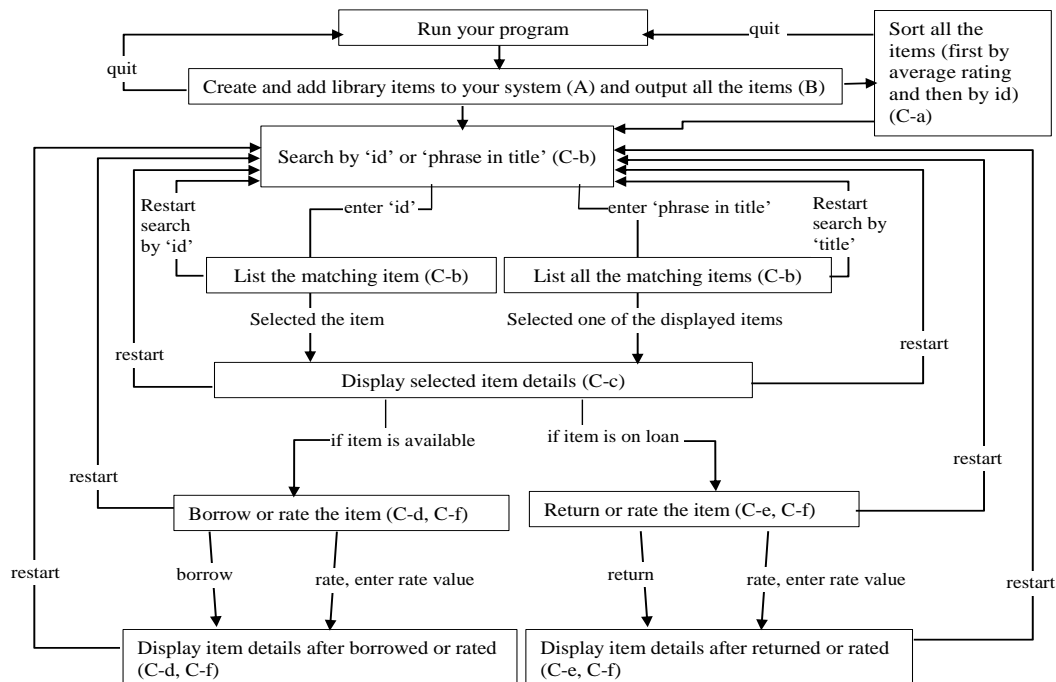 Run your program
quit
quit
Sort all the
items (first by
average rating
and then by id)
(C-a)
Create and add library items to your system (A) and output all the items (B)
Search by ‘id’ or ‘phrase in title’ (C-b)
Restart
search
by ‘id’
enter ‘id’
enter ‘phrase in title’
Restart
search by
‘title’
List the matching item (C-b)
List all the matching items (C-b)
Selected the item
Selected one of the displayed items
restart
restart
Display selected item details (C-c)
if item is available
if item is on loan
restart
restart
Borrow or rate the item (C-d, C-f)
Return or rate the item (C-e, C-f)
restart
borrow
rate, enter rate value
return
rate, enter rate value
restart
Display item details after borrowed or rated
(C-d, C-f)
Display item details after returned or rated
(C-e, C-f)